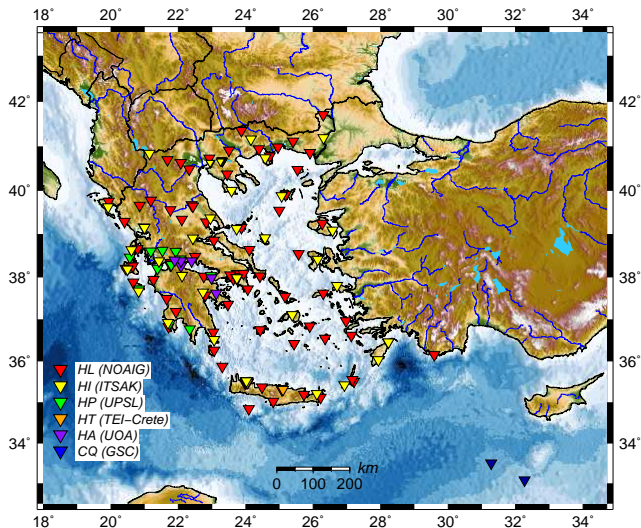 18° 20° 22° 24° 26° 28° 30° 32° 34°
42° 42°
40° 40°
38° 38°
36° 36°
HL (NOAIG)
HI (ITSAK)
HP (UPSL)
HT (TEI−Crete)
HA (UOA)
CQ (GSC)
km
0 100 200
34° 34°
18° 20° 22° 24° 26° 28° 30° 32° 34°